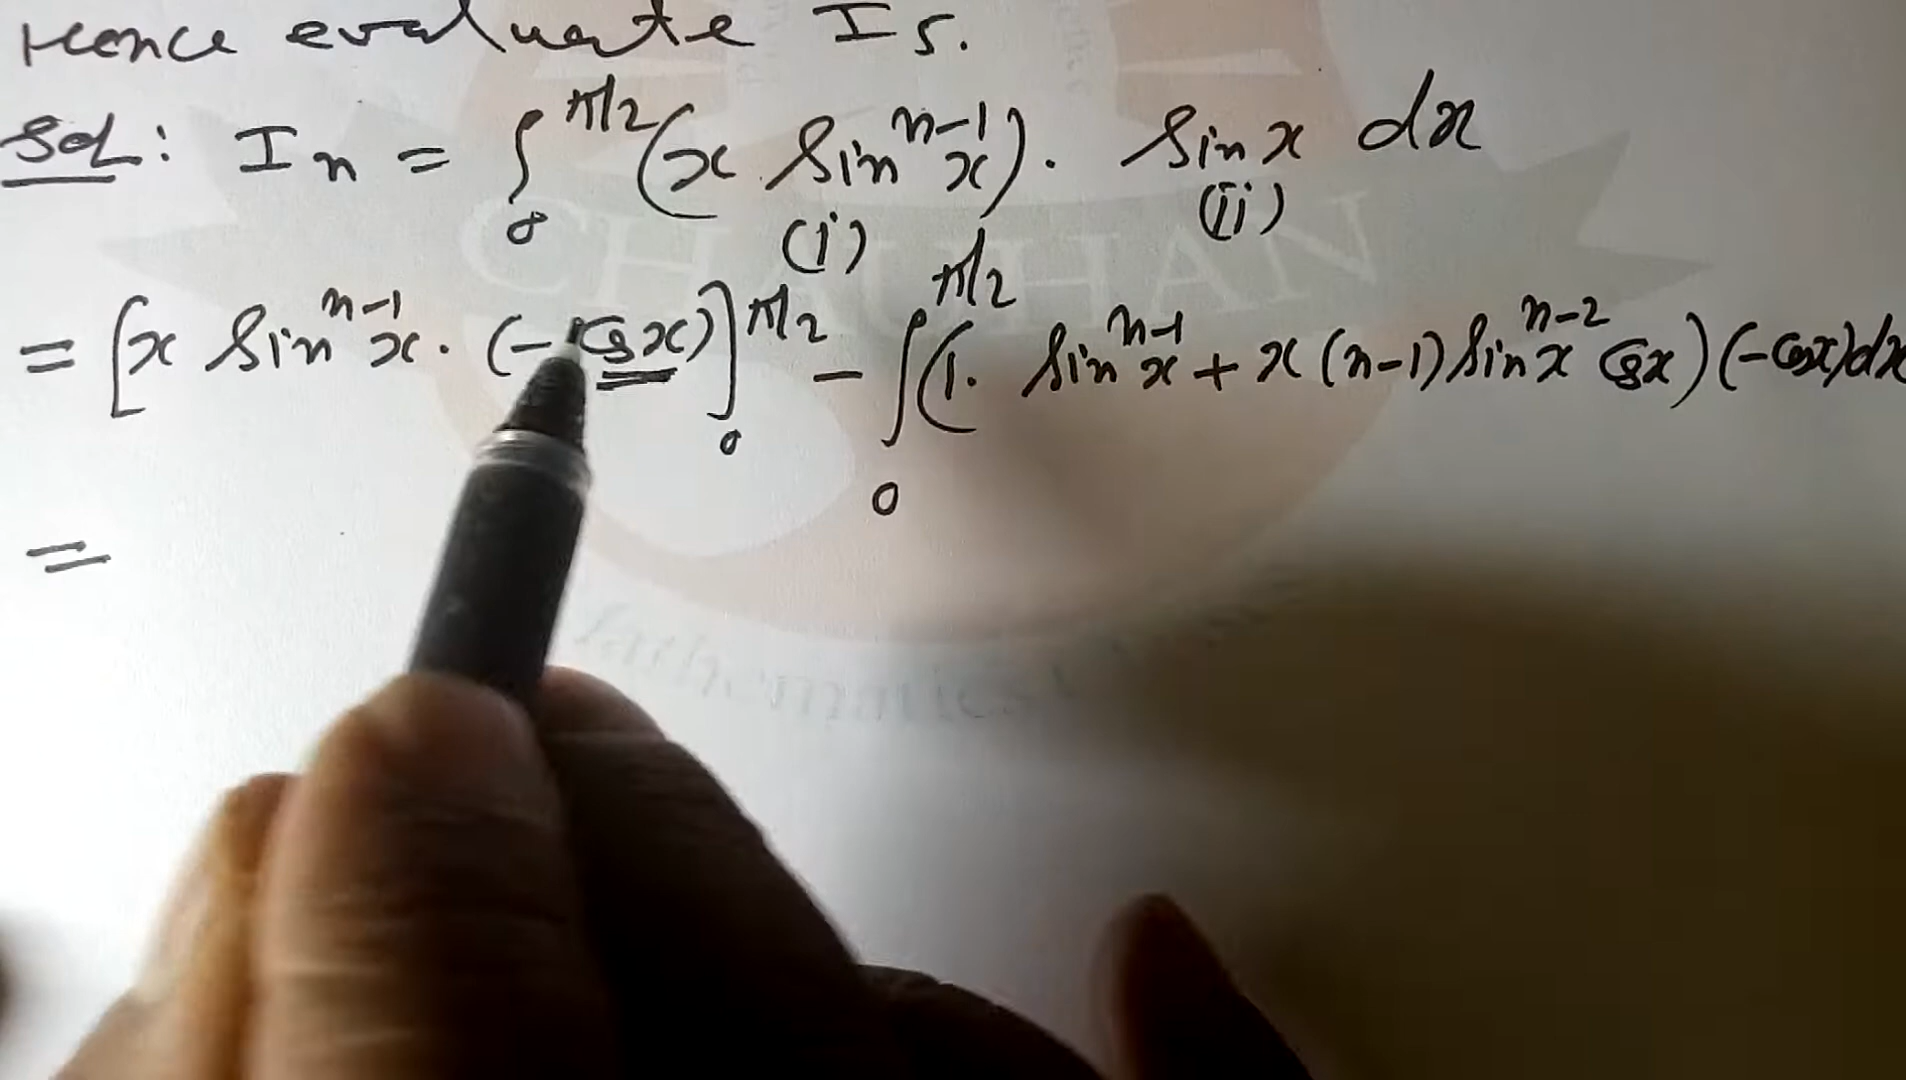 Hence evaluate I5.
Sol: In = ∫₀^π/2 (x sin^n-1 x). sin x dx
(i) (ii)
= [x sin^n-1 x. (-cos x)]₀^π/2 - ∫₀^π/2 (1. sin^n-1 x + x (n-1) sin^n-2 x cos x) (-cos x) dx
=
CHAUHAN